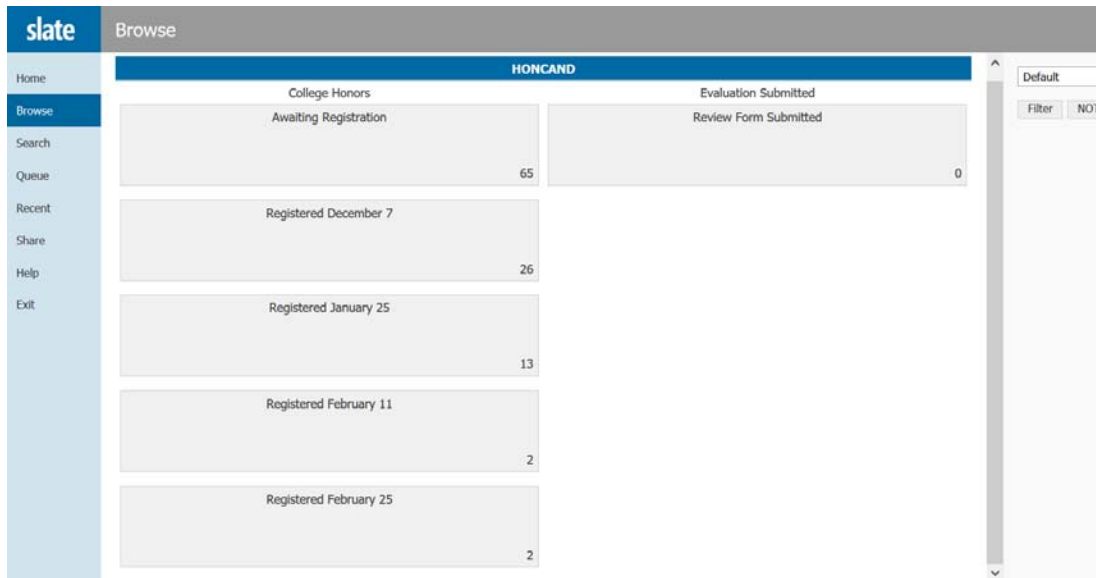 slate
Browse
Home
Browse
Search
Queue
Recent
Share
Help
Exit
HONCAND
College Honors
Awaiting Registration
65
Registered December 7
26
Registered January 25
13
Registered February 11
2
Registered February 25
2
Evaluation Submitted
Review Form Submitted
0
Default
Filter
NOT